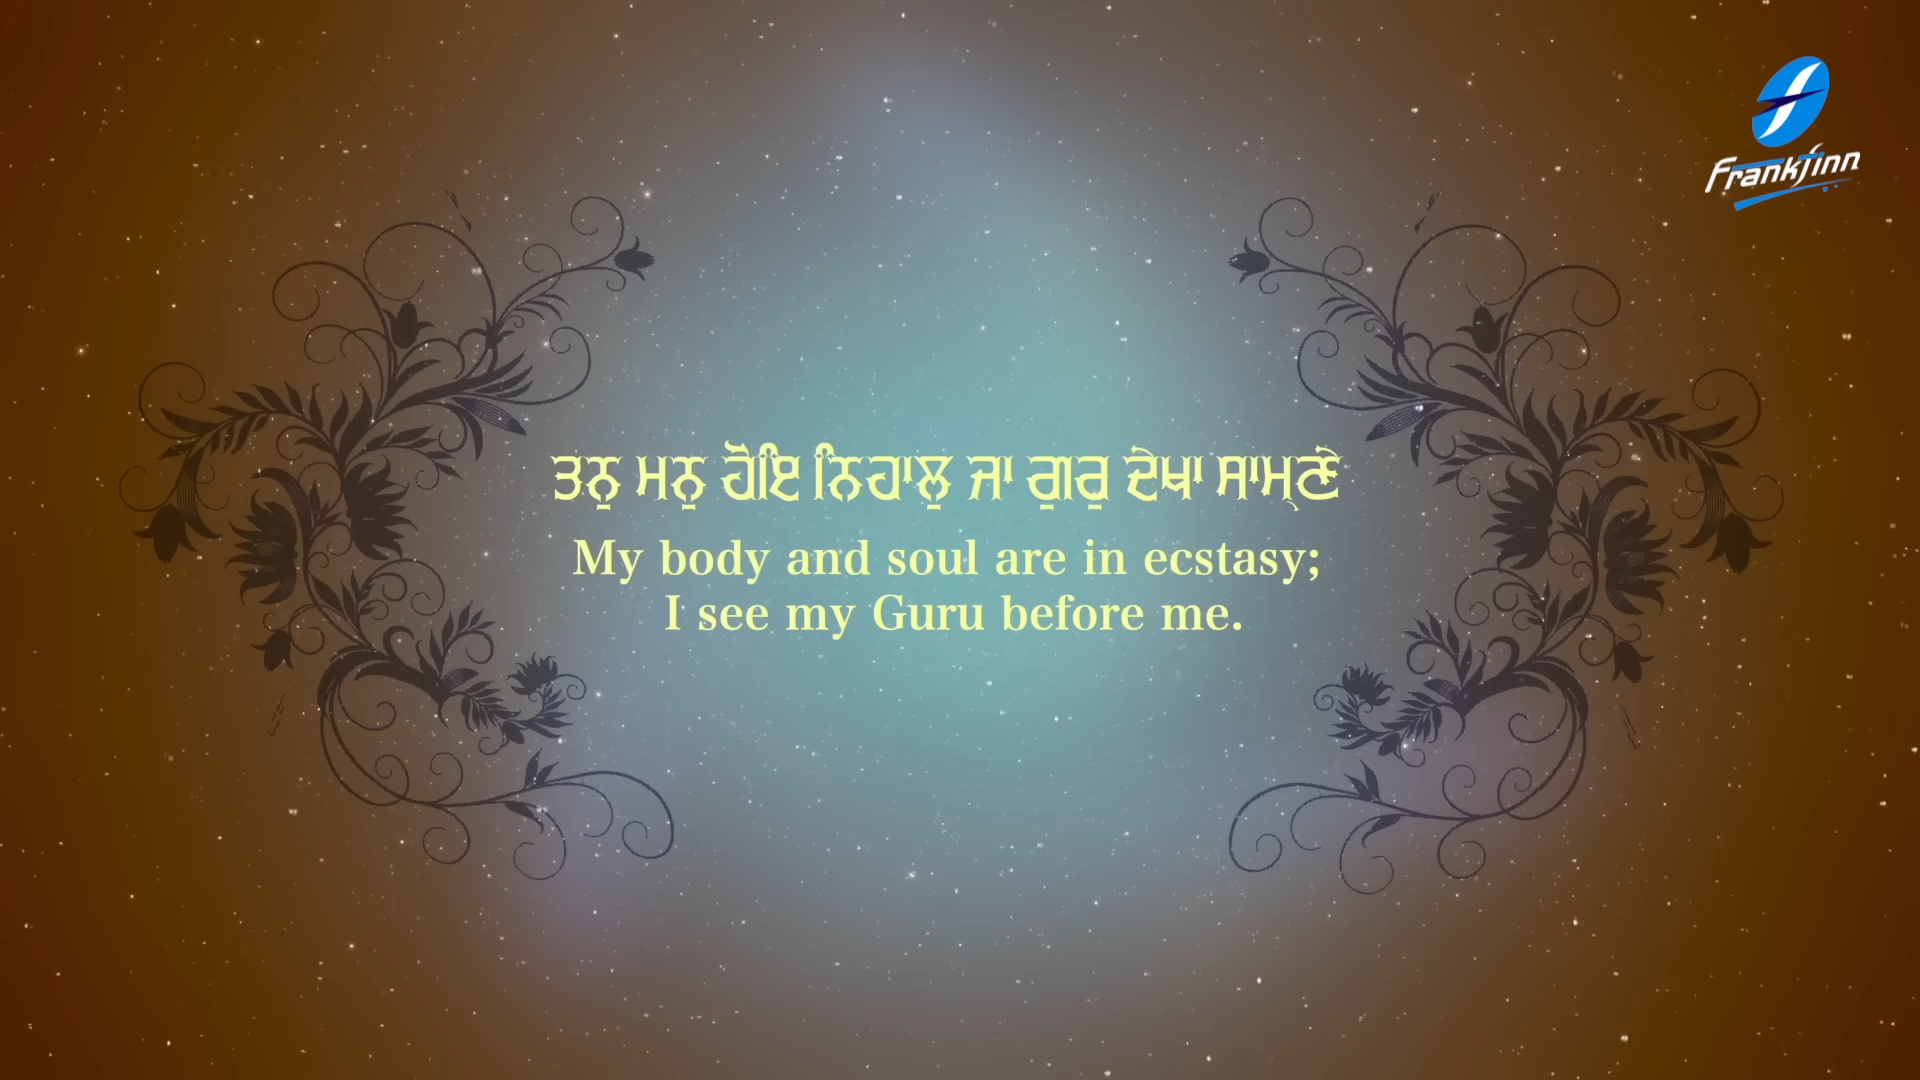 Frankfinn
ਤਨੁ ਮਨੁ ਹੋਇ ਨਿਹਾਲੁ ਜਾ ਗੁਰੁ ਦੇਖਾ ਸਾਮ੍ਹਣੇ
My body and soul are in ecstasy;
I see my Guru before me.